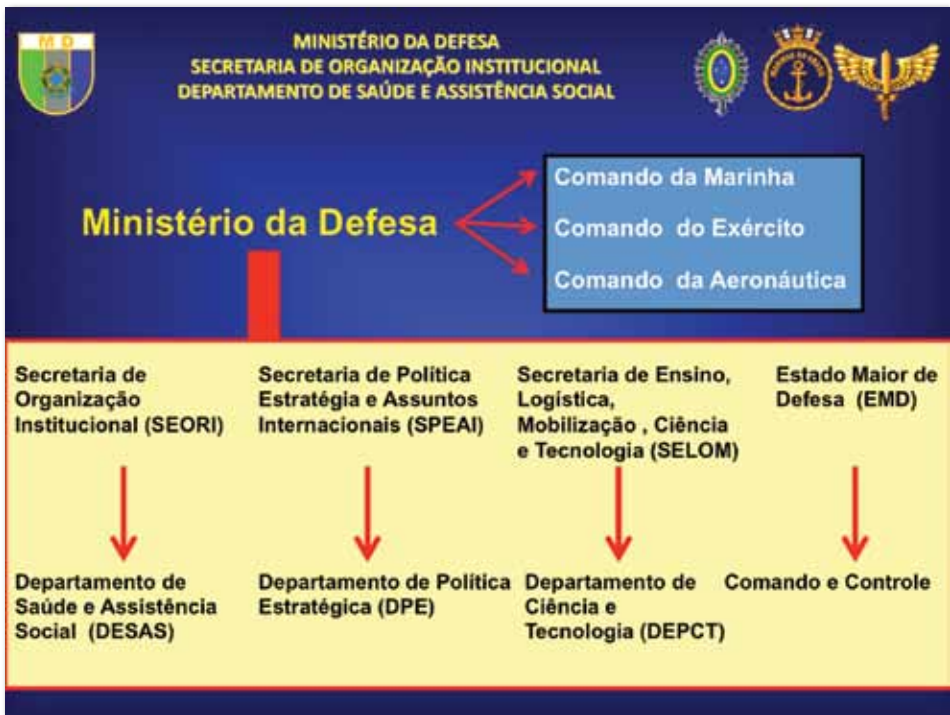 M D
MINISTÉRIO DA DEFESA
SECRETARIA DE ORGANIZAÇÃO INSTITUCIONAL
DEPARTAMENTO DE SAÚDE E ASSISTÊNCIA SOCIAL
Ministério da Defesa
Comando da Marinha
Comando do Exército
Comando da Aeronáutica
Secretaria de
Organização
Institucional (SEORI)
Secretaria de Política
Estratégia e Assuntos
Internacionais (SPEAI)
Secretaria de Ensino,
Logística,
Mobilização , Ciência
e Tecnologia (SELOM)
Estado Maior de
Defesa (EMD)
Departamento de
Saúde e Assistência
Social (DESAS)
Departamento de Política
Estratégica (DPE)
Departamento de
Ciência e
Tecnologia (DEPCT)
Comando e Controle